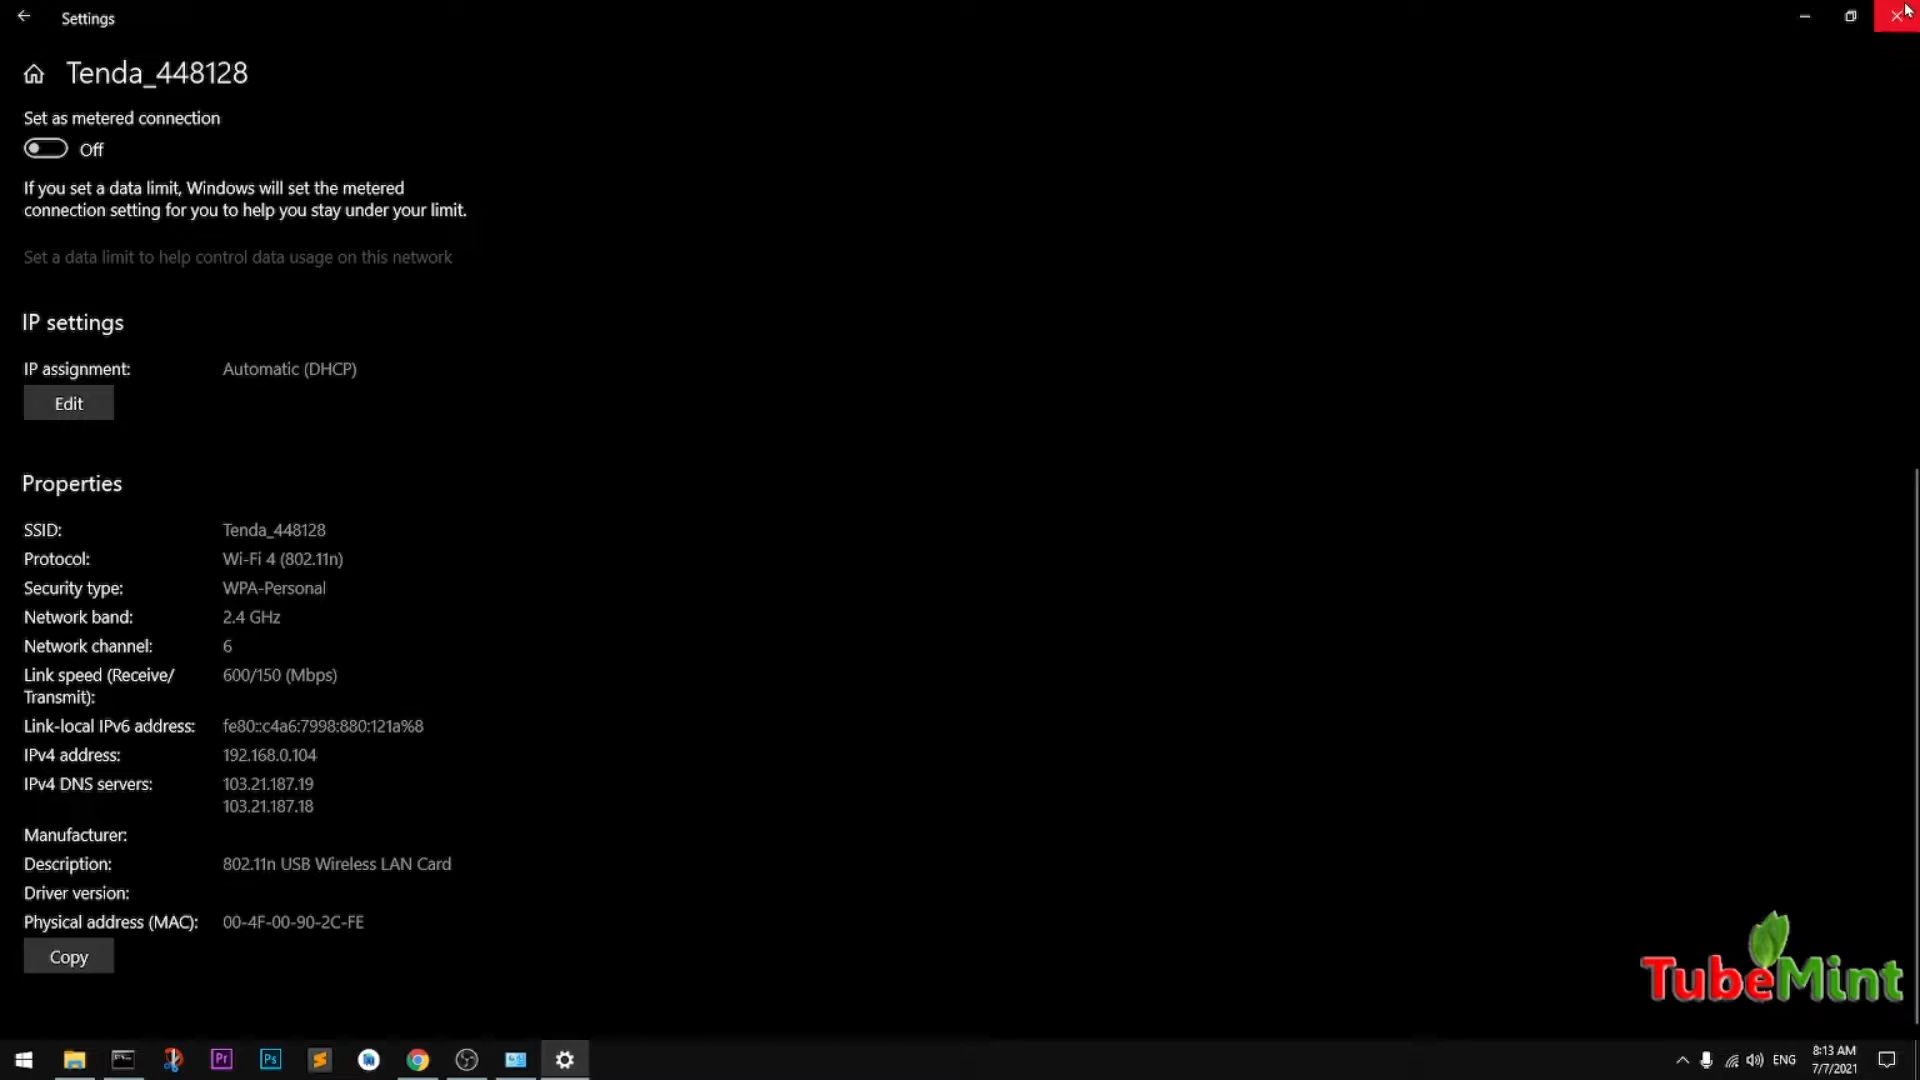 Settings
Tenda_448128
Set as metered connection
Off
If you set a data limit, Windows will set the metered
connection setting for you to help you stay under your limit.
Set a data limit to help control data usage on this network
IP settings
IP assignment: Automatic (DHCP)
Edit
Properties
SSID: Tenda_448128
Protocol: Wi-Fi 4 (802.11n)
Security type: WPA-Personal
Network band: 2.4 GHz
Network channel: 6
Link speed (Receive/ 600/150 (Mbps)
Transmit):
Link-local IPv6 address: fe80::c4a6:7998:880:121a%8
IPv4 address: 192.168.0.104
IPv4 DNS servers: 103.21.187.19
103.21.187.18
Manufacturer:
Description: 802.11n USB Wireless LAN Card
Driver version:
Physical address (MAC): 00-4F-00-90-2C-FE
Copy
TubeMint
Pr
Ps
ENG
8:13 AM
7/7/2021